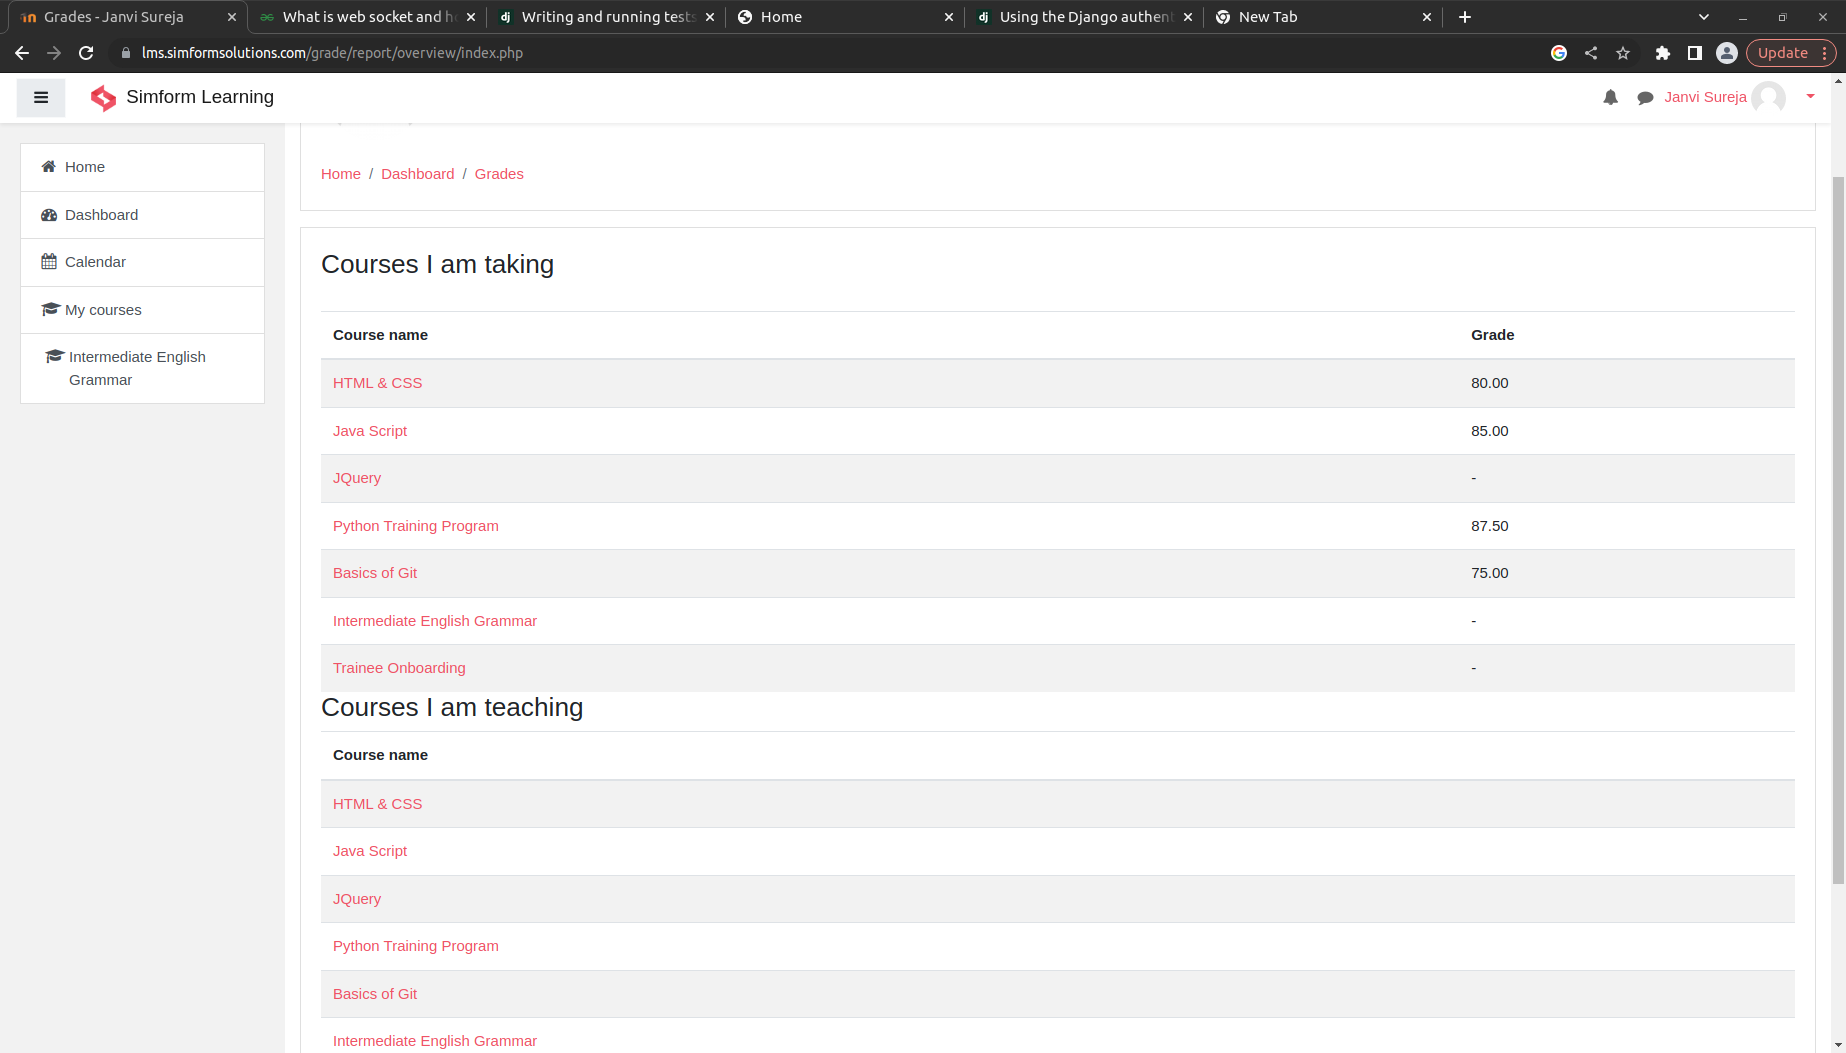 Grades - Janvi Sureja
What is web socket and
Writing and running tests
Home
Using the Django authent
New Tab
lms.simformsolutions.com/grade/report/overview/index.php
Update
Simform Learning
Janvi Sureja
Home
Dashboard
Calendar
My courses
Intermediate English
Grammar
Home / Dashboard / Grades
Courses I am taking
Course name Grade
HTML & CSS 80.00
Java Script 85.00
JQuery -
Python Training Program 87.50
Basics of Git 75.00
Intermediate English Grammar -
Trainee Onboarding -
Courses I am teaching
Course name
HTML & CSS
Java Script
JQuery
Python Training Program
Basics of Git
Intermediate English Grammar